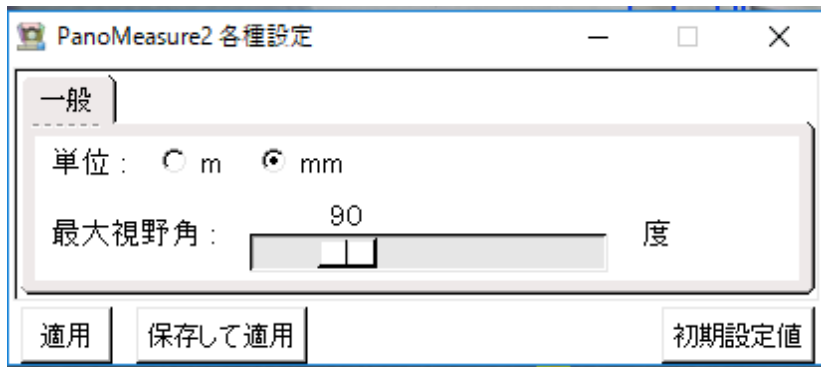 PanoMeasure2 各種設定
一般
単位 : m mm
90
最大視野角 : 度
適用 保存して適用 初期設定値